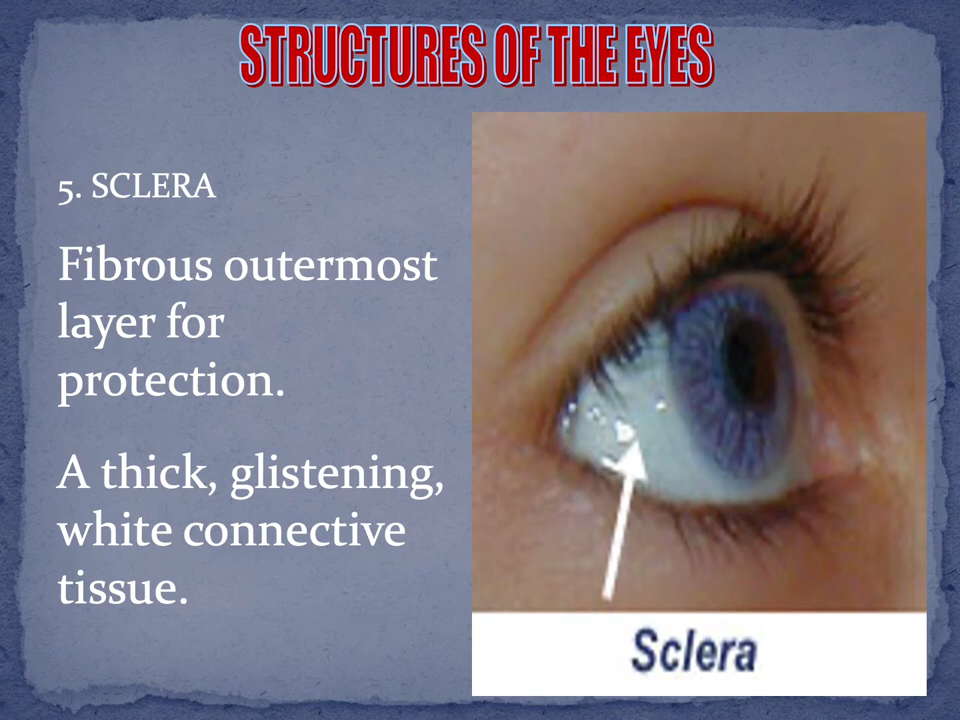 STRUCTURES OF THE EYES
5. SCLERA
Fibrous outermost
layer for
protection.
A thick, glistening,
white connective
tissue.
Sclera